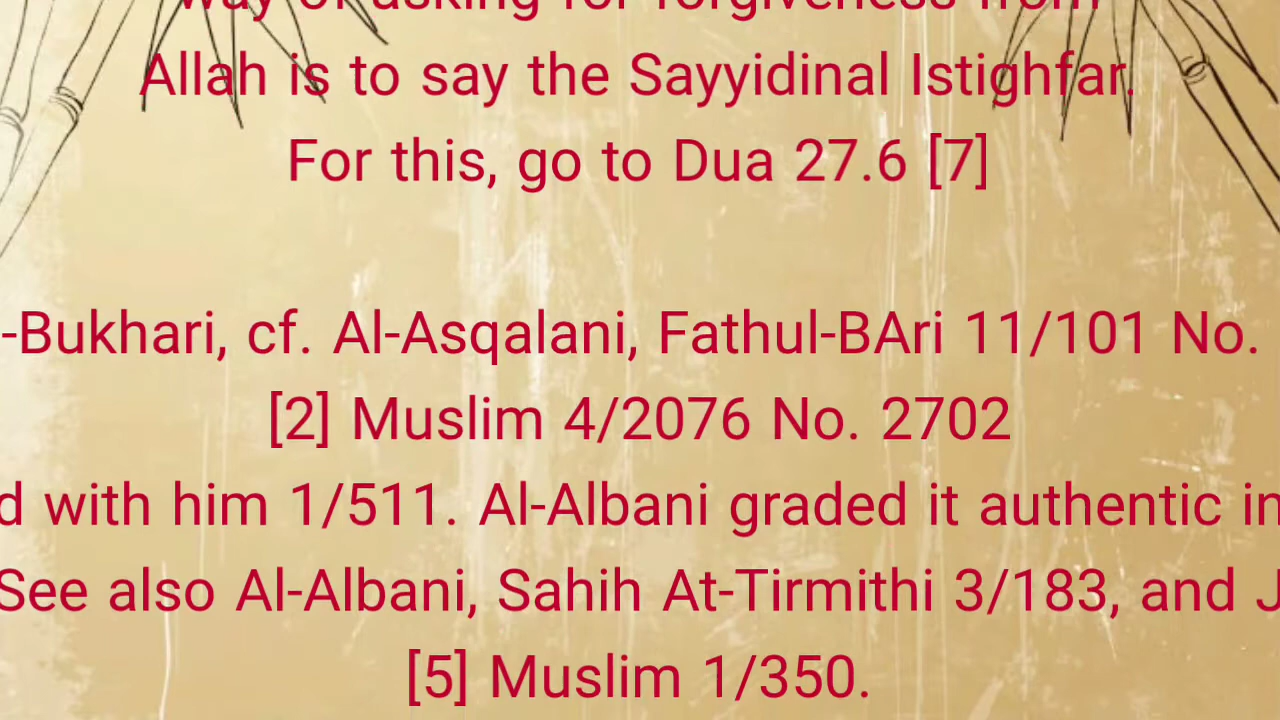 way of asking for forgiveness from
Allah is to say the Sayyidinal Istighfar.
For this, go to Dua 27.6 [7]
-Bukhari, cf. Al-Asqalani, Fathul-BAri 11/101 No.
[2] Muslim 4/2076 No. 2702
d with him 1/511. Al-Albani graded it authentic in
See also Al-Albani, Sahih At-Tirmithi 3/183, and J
[5] Muslim 1/350.